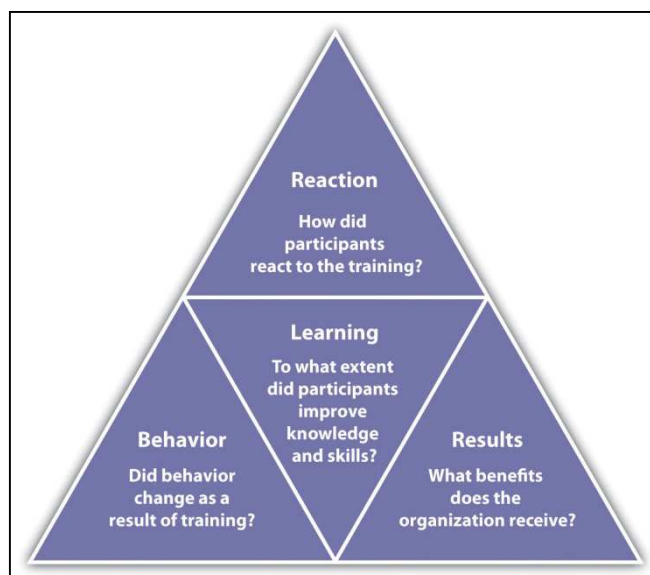 Reaction
How did
participants
react to the training?
Learning
To what extent
did participants
improve
knowledge
and skills?
Behavior
Did behavior
change as a
result of training?
Results
What benefits
does the
organization receive?